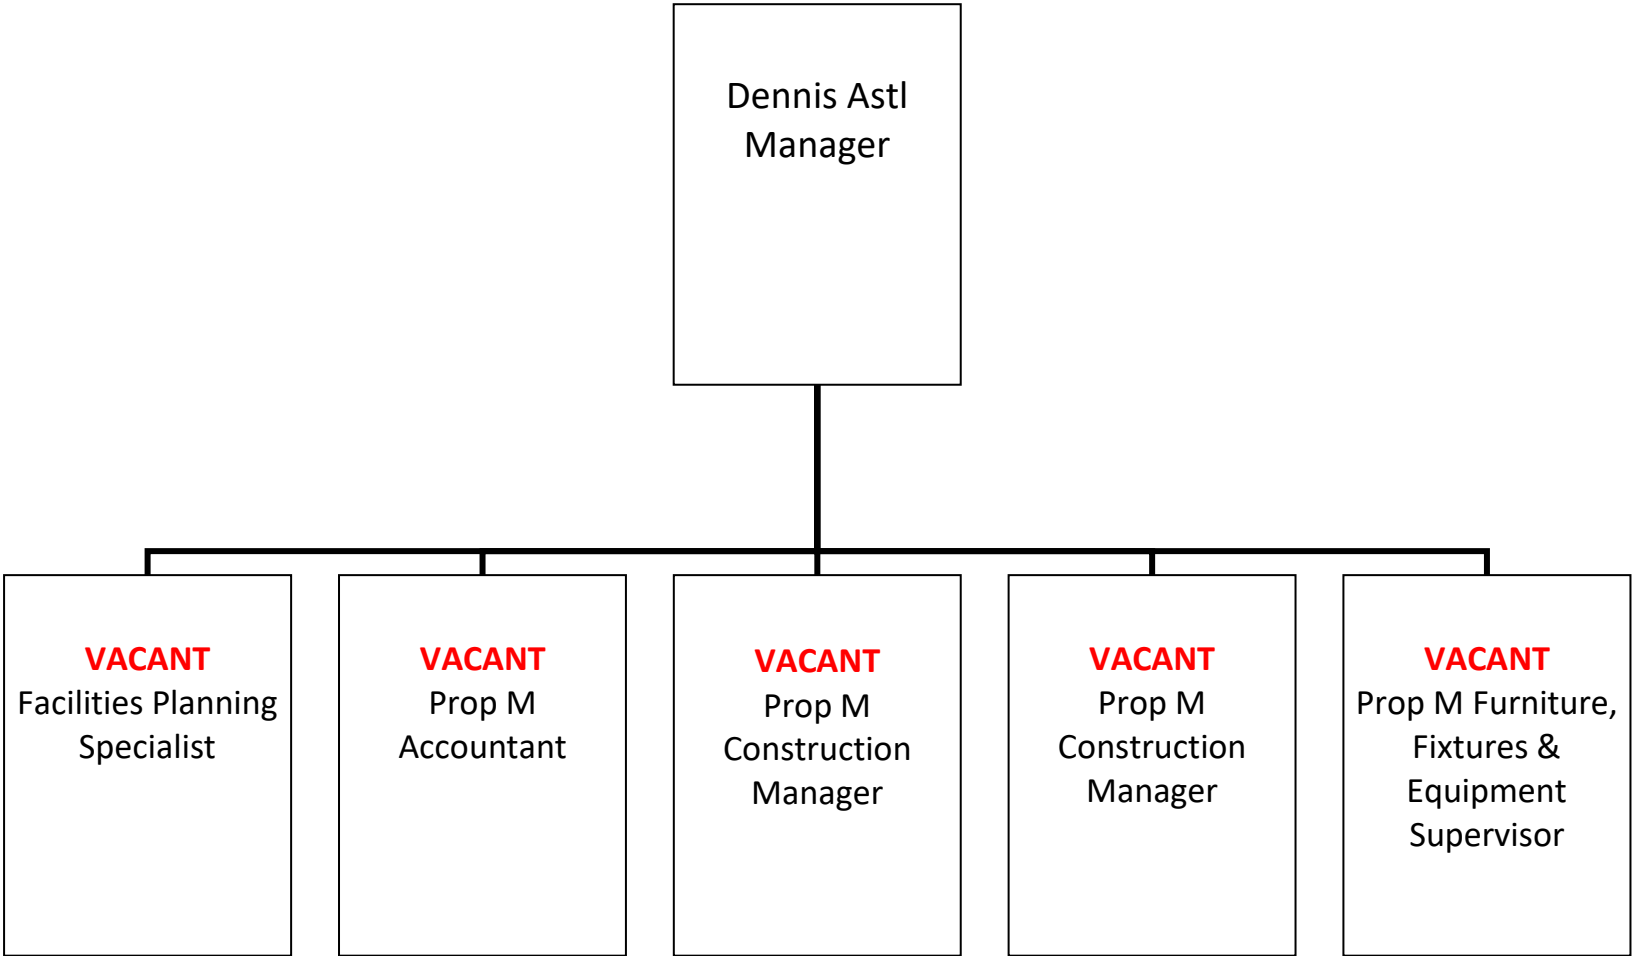 Dennis Astl
Manager
VACANT
Facilities Planning
Specialist
VACANT
Prop M
Accountant
VACANT
Prop M
Construction
Manager
VACANT
Prop M
Construction
Manager
VACANT
Prop M Furniture,
Fixtures &
Equipment
Supervisor